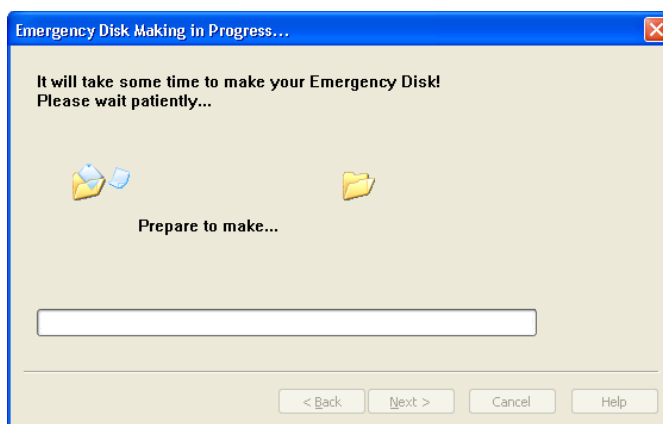 Emergency Disk Making in Progress...
It will take some time to make your Emergency Disk!
Please wait patiently...
Prepare to make...
< Back
Next >
Cancel
Help